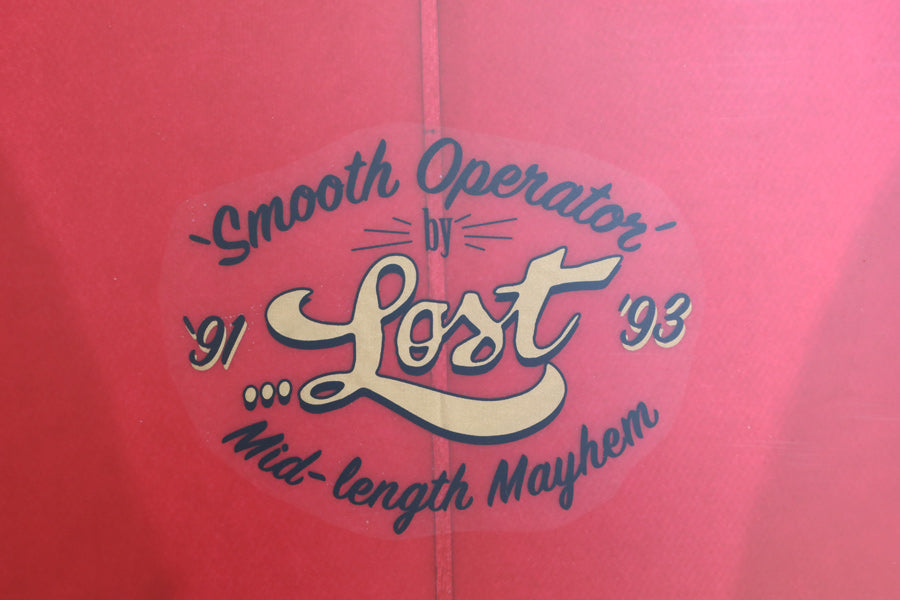 'Smooth Operator'
by
'91 ...Lost '93
Mid-length Mayhem